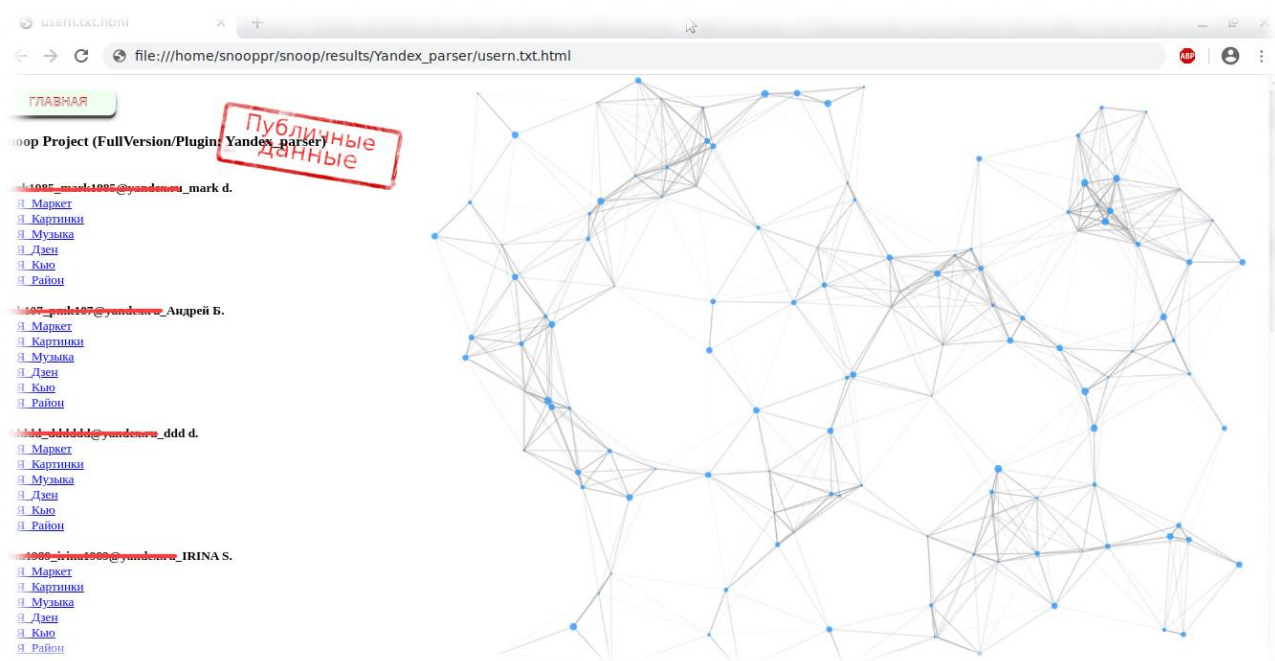 usern.txt.html
file:///home/snooppr/snoop/results/Yandex_parser/usern.txt.html
ABP
ГЛАВНАЯ
Публичные
данные
noop Project (FullVersion/Plugin: Yandex_parser)
_mark d.
Я_Маркет
Я_Картинки
Я_Музыка
Я_Дзен
Я_Кью
Я_Район
_Андрей Б.
Я_Маркет
Я_Картинки
Я_Музыка
Я_Дзен
Я_Кью
Я_Район
_ddd d.
Я_Маркет
Я_Картинки
Я_Музыка
Я_Дзен
Я_Кью
Я_Район
_IRINA S.
Я_Маркет
Я_Картинки
Я_Музыка
Я_Дзен
Я_Кью
Я_Район